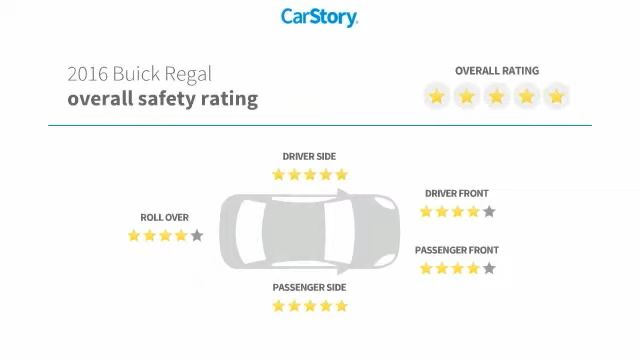 CarStory.
2016 Buick Regal
overall safety rating
OVERALL RATING
DRIVER SIDE
DRIVER FRONT
ROLL OVER
PASSENGER FRONT
PASSENGER SIDE